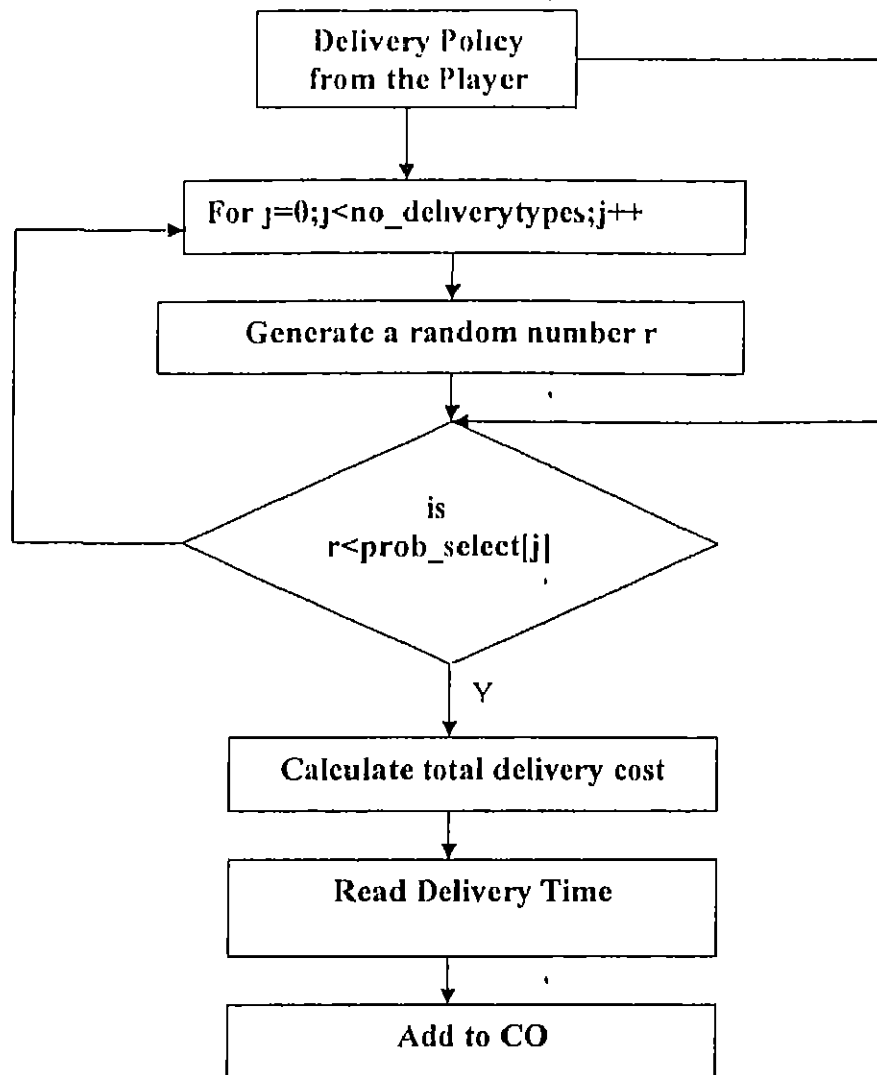 Delivery Policy
from the Player
For j=0;j<no_deliverytypes;j++
Generate a random number r
is
r<prob_select[j]
Y
Calculate total delivery cost
Read Delivery Time
Add to CO